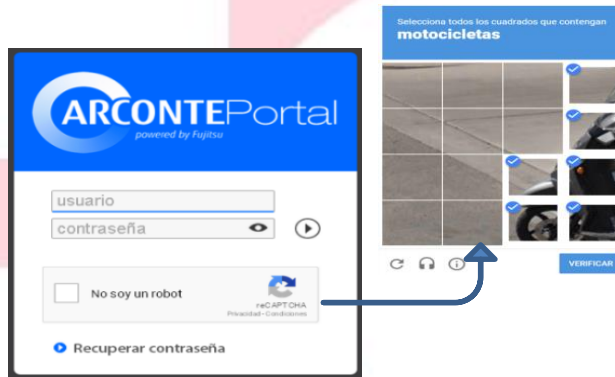 ARCONTEPortal
powered by Fujitsu
usuario
contraseña
No soy un robot
reCAPTCHA
Privacidad - Condiciones
Recuperar contraseña
Selecciona todos los cuadrados que contengan
motocicletas
VERIFICAR